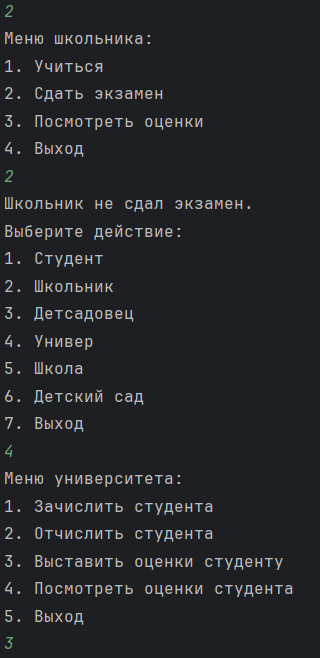 2
Меню школьника:
1. Учиться
2. Сдать экзамен
3. Посмотреть оценки
4. Выход
2
Школьник не сдал экзамен.
Выберите действие:
1. Студент
2. Школьник
3. Детсадовец
4. Универ
5. Школа
6. Детский сад
7. Выход
4
Меню университета:
1. Зачислить студента
2. Отчислить студента
3. Выставить оценки студенту
4. Посмотреть оценки студента
5. Выход
3